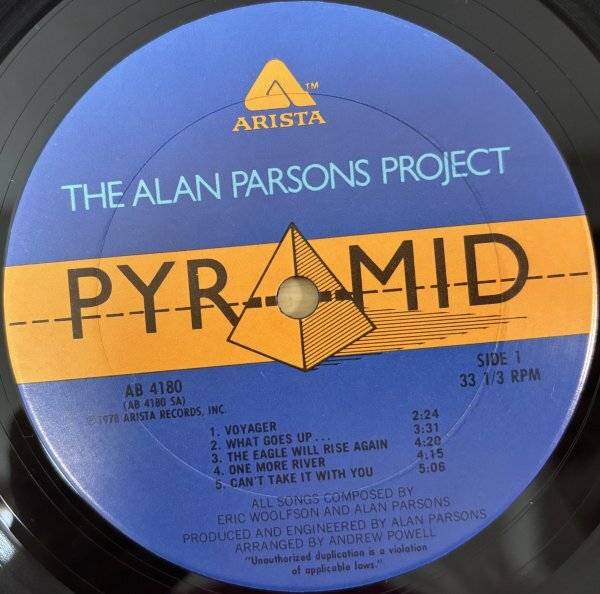 TM
ARISTA
THE ALAN PARSONS PROJECT
PYRAMID
AB 4180
(AB 4180 SA)
℗1978 ARISTA RECORDS, INC.
SIDE 1
33 1/3 RPM
1. VOYAGER 2:24
2. WHAT GOES UP... 3:31
3. THE EAGLE WILL RISE AGAIN 4:20
4. ONE MORE RIVER 4:15
5. CAN'T TAKE IT WITH YOU 5:06
ALL SONGS COMPOSED BY
ERIC WOOLFSON AND ALAN PARSONS
PRODUCED AND ENGINEERED BY ALAN PARSONS
ARRANGED BY ANDREW POWELL
"Unauthorized duplication is a violation
of applicable laws."